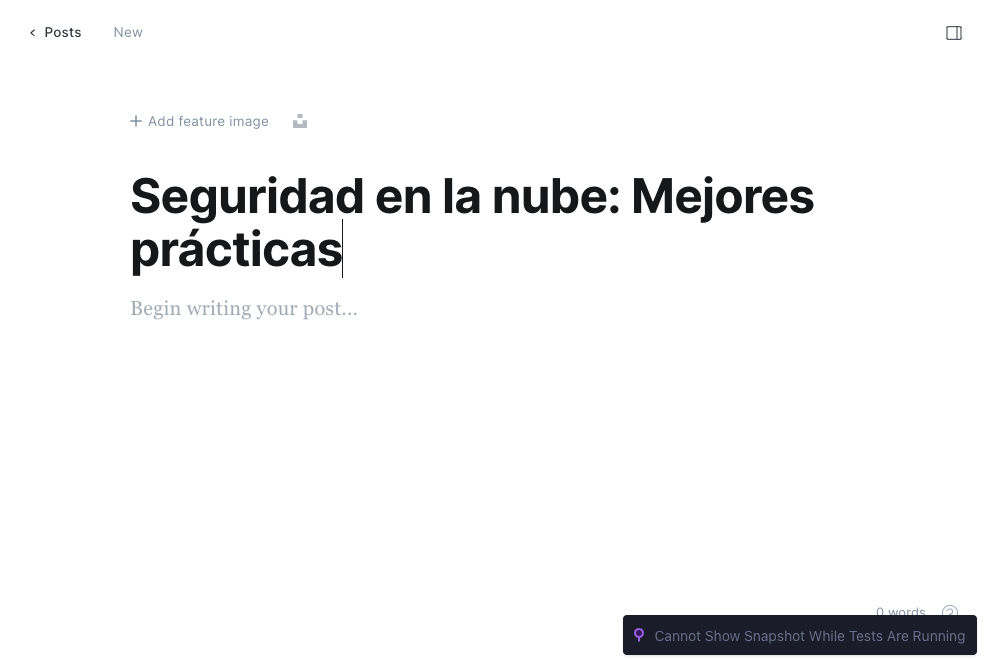 Posts New
Add feature image
Seguridad en la nube: Mejores
prácticas
Begin writing your post...
0 words
Cannot Show Snapshot While Tests Are Running